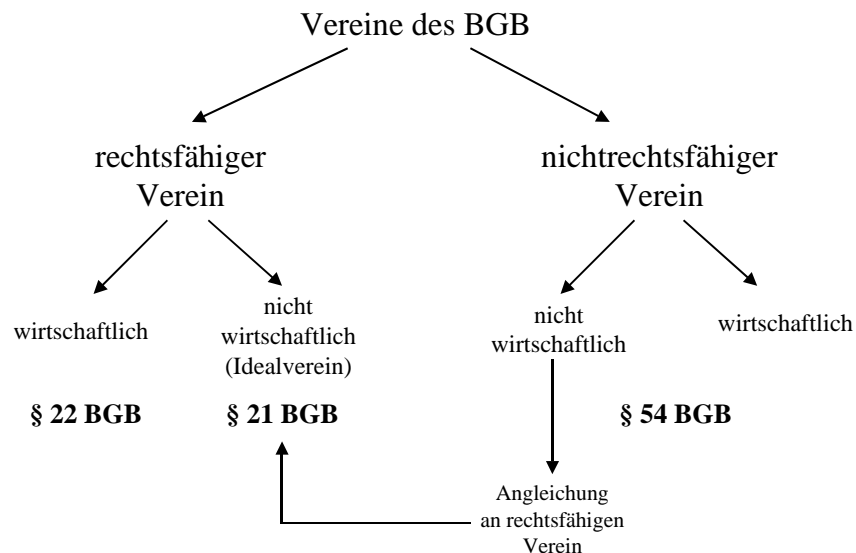 Vereine des BGB
rechtsfähiger
Verein
nichtrechtsfähiger
Verein
wirtschaftlich
nicht
wirtschaftlich
(Idealverein)
nicht
wirtschaftlich
wirtschaftlich
§ 22 BGB
§ 21 BGB
§ 54 BGB
Angleichung
an rechtsfähigen
Verein